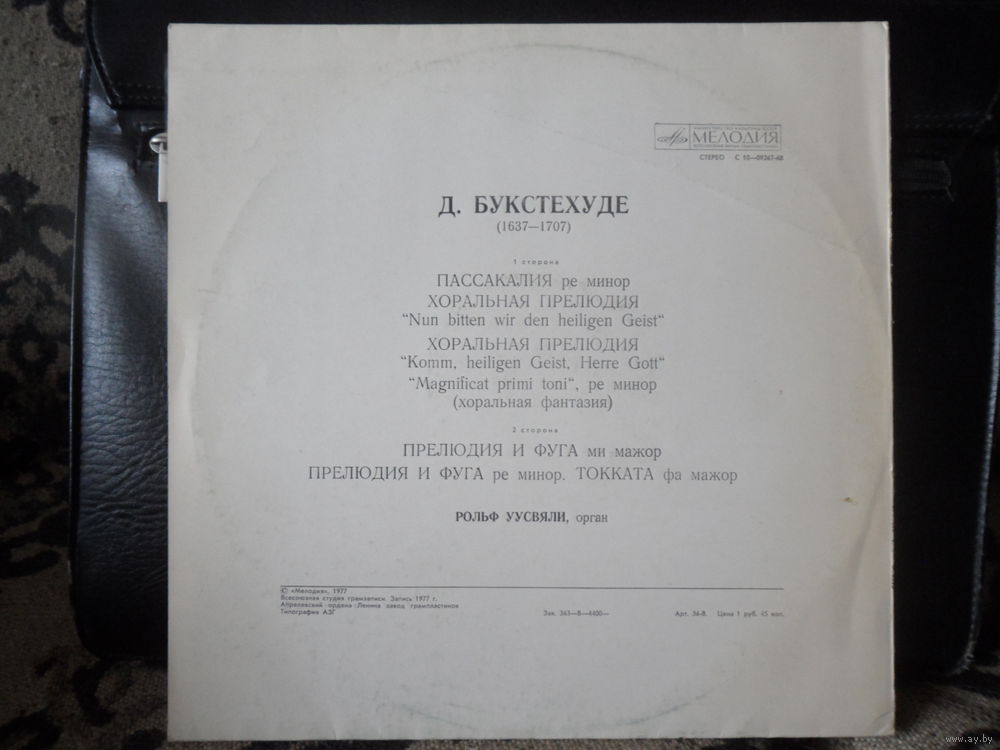 МЕЛОДИЯ
СТЕРЕО С 10—09267-68
Д. БУКСТЕХУДЕ
(1637—1707)
1 сторона
ПАССАКАЛИЯ ре минор
ХОРАЛЬНАЯ ПРЕЛЮДИЯ
“Nun bitten wir den heiligen Geist“
ХОРАЛЬНАЯ ПРЕЛЮДИЯ
“Komm, heiligen Geist, Herre Gott“
“Magnificat primi toni“, ре минор
(хоральная фантазия)
2 сторона
ПРЕЛЮДИЯ И ФУГА ми мажор
ПРЕЛЮДИЯ И ФУГА ре минор. ТОККАТА фа мажор
РОЛЬФ УУСВЯЛИ, орган
© «Мелодия», 1977
Всесоюзная студия грамзаписи. Запись 1977 г.
Апрелевский ордена Ленина завод грампластинок
Типография АЗГ
Зак. 363—В—4400— Арт. 36-8. Цена 1 руб. 45 коп.
www.ay.by